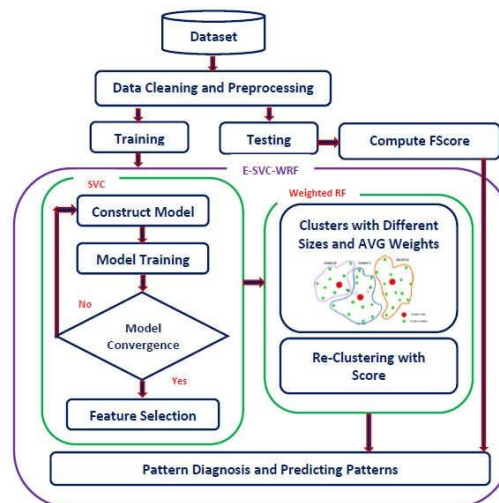 Dataset
Data Cleaning and Preprocessing
Training
Testing
Compute FScore
E-SVC-WRF
SVC
Construct Model
Model Training
No
Model
Convergence
Yes
Feature Selection
Weighted RF
Clusters with Different
Sizes and AVG Weights
Re-Clustering with
Score
Pattern Diagnosis and Predicting Patterns